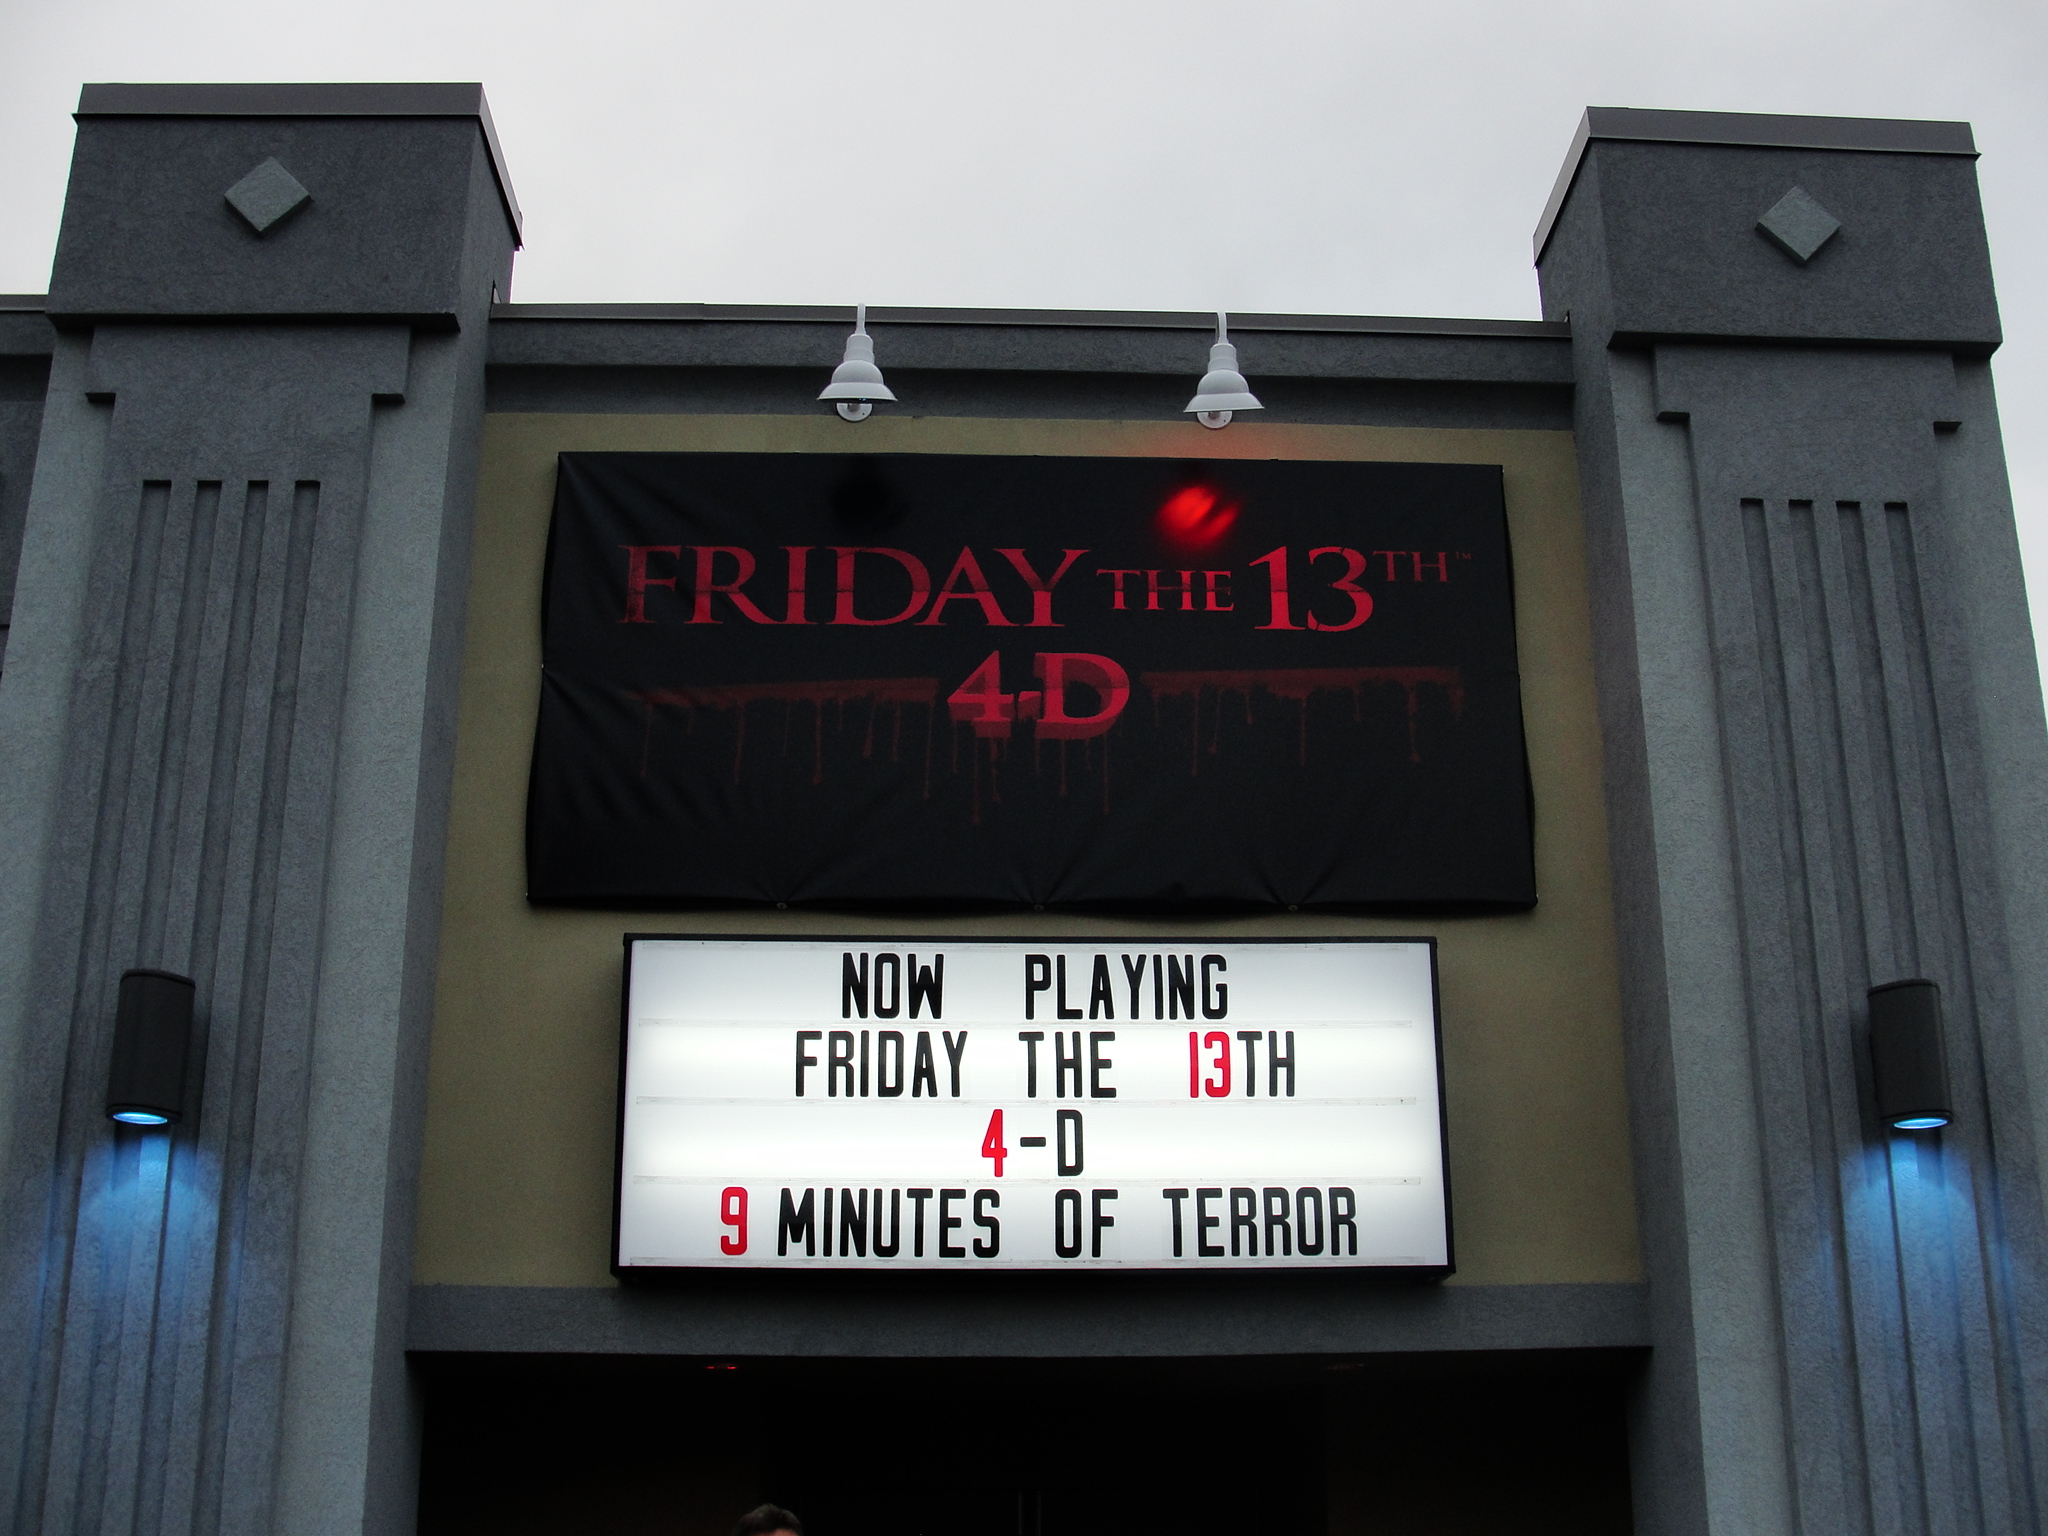 FRIDAY THE 13TH™
4-D
NOW PLAYING
FRIDAY THE 13TH
4-D
9 MINUTES OF TERROR